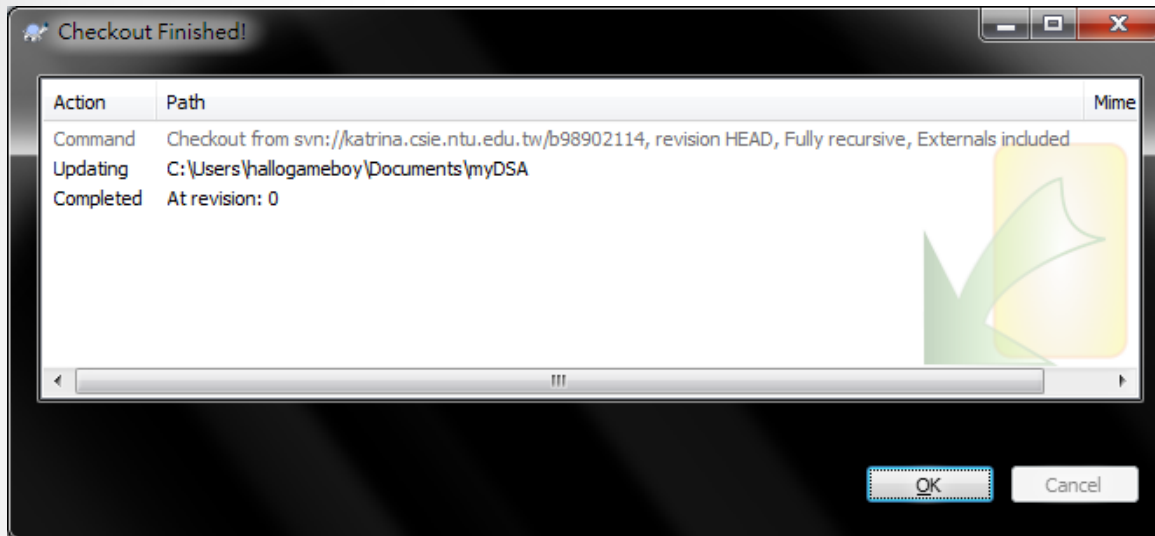 Checkout Finished!
Action Path Mime
Command Checkout from svn://katrina.csie.ntu.edu.tw/b98902114, revision HEAD, Fully recursive, Externals included
Updating C:\Users\hallogameboy\Documents\myDSA
Completed At revision: 0
OK Cancel